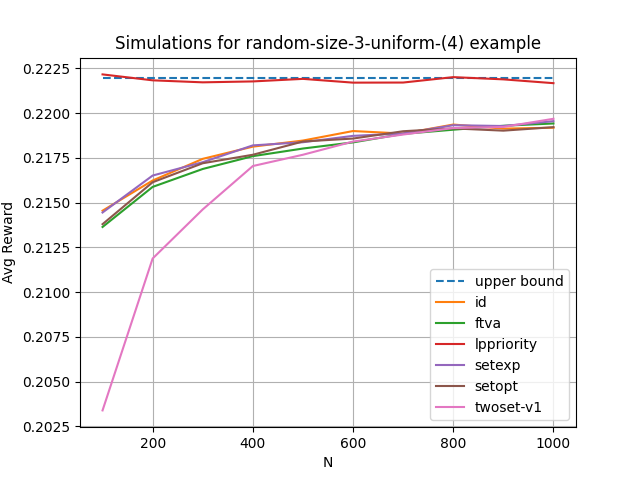 Simulations for random-size-3-uniform-(4) example
Avg Reward
0.2225
0.2200
0.2175
0.2150
0.2125
0.2100
0.2075
0.2050
0.2025
upper bound
id
ftva
lppriority
setexp
setopt
twoset-v1
200
400
600
800
1000
N